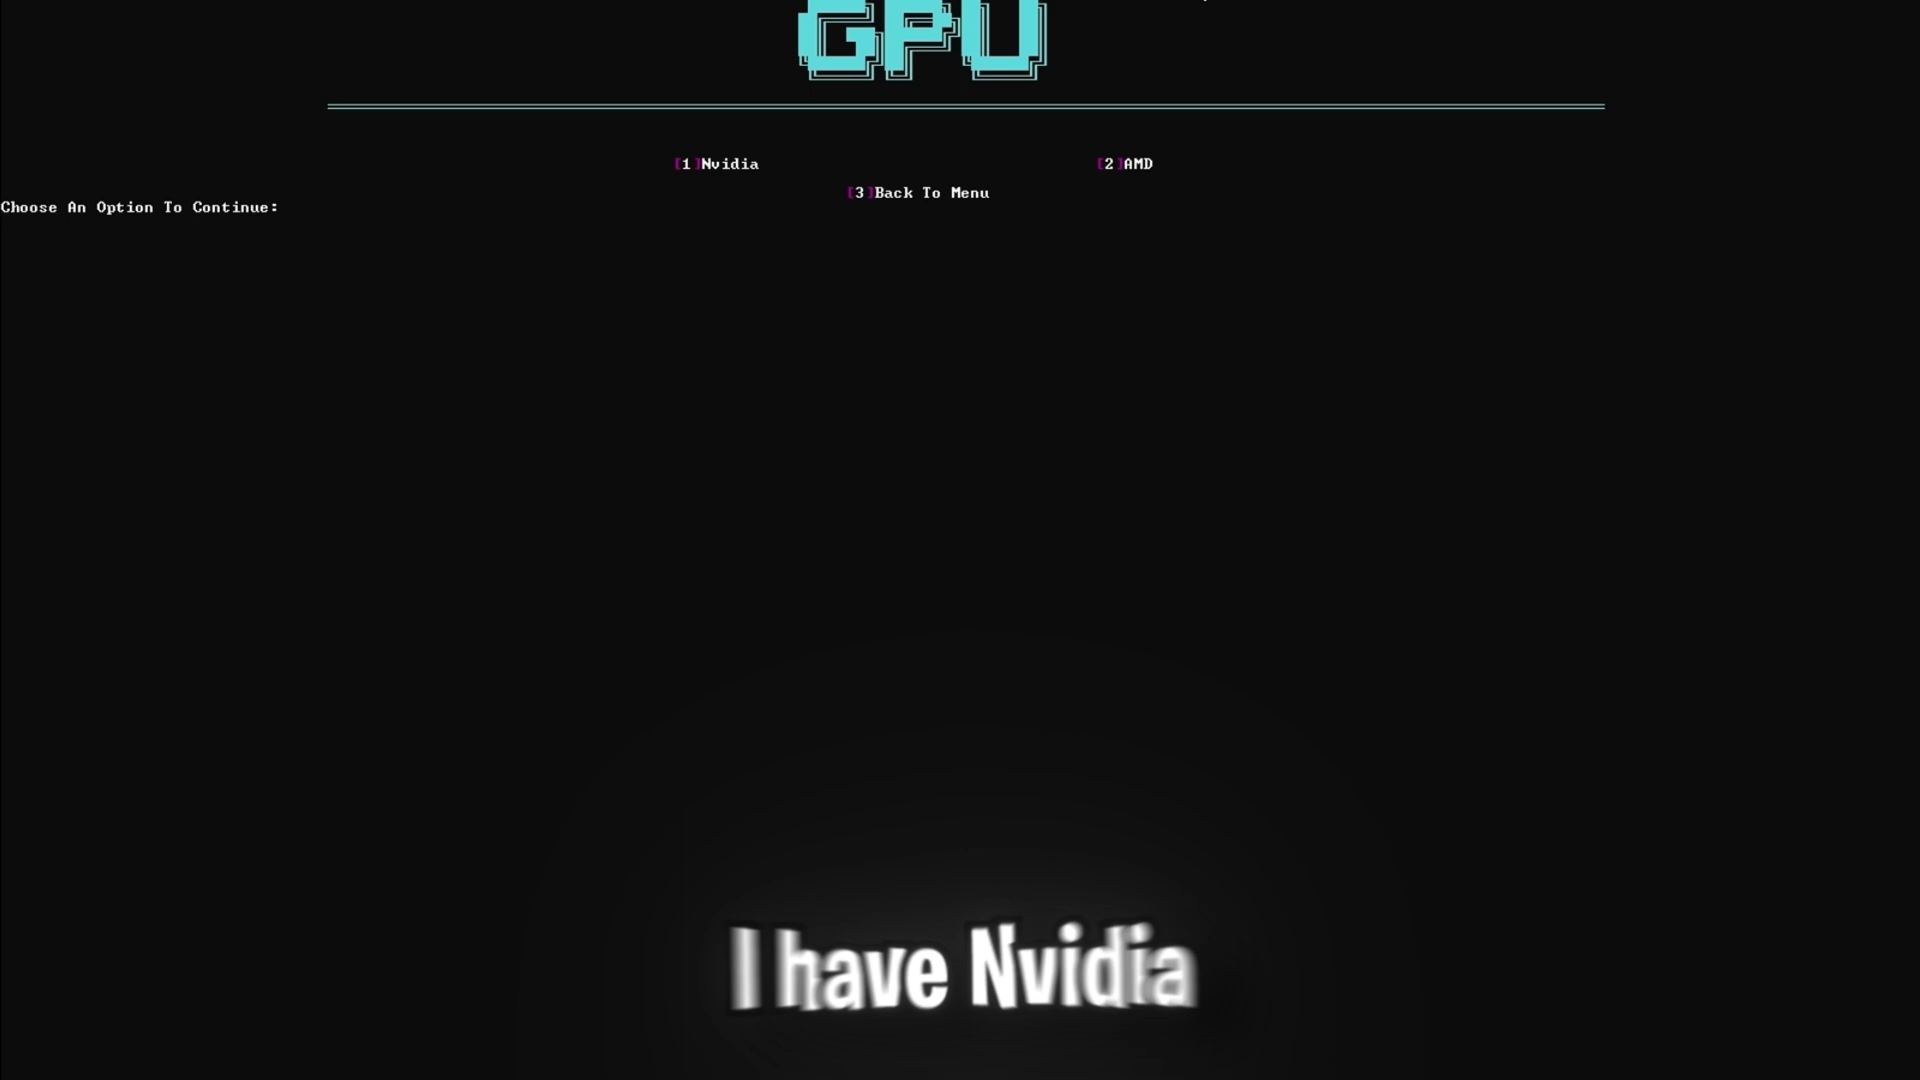 GPU
[1]Nvidia [2]AMD
[3]Back To Menu
Choose An Option To Continue:
I have Nvidia